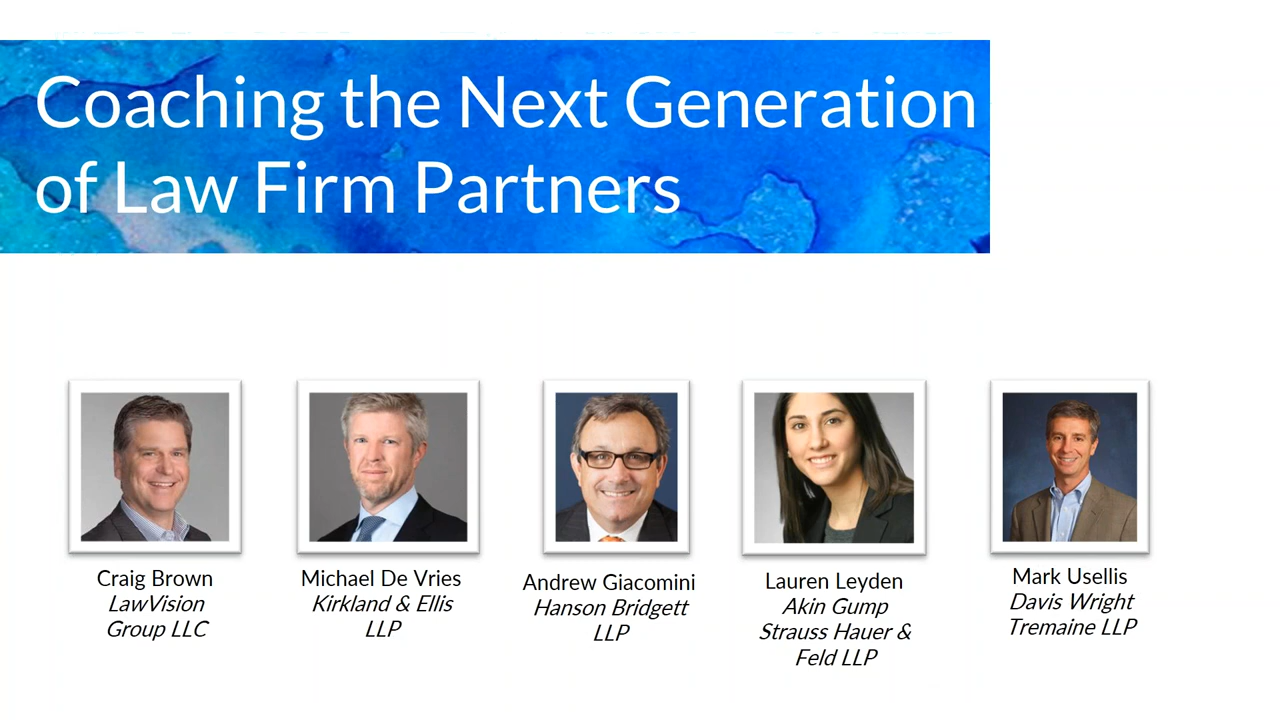 Coaching the Next Generation
of Law Firm Partners
Craig Brown
LawVision
Group LLC
Michael De Vries
Kirkland & Ellis
LLP
Andrew Giacomini
Hanson Bridgett
LLP
Lauren Leyden
Akin Gump
Strauss Hauer &
Feld LLP
Mark Usellis
Davis Wright
Tremaine LLP